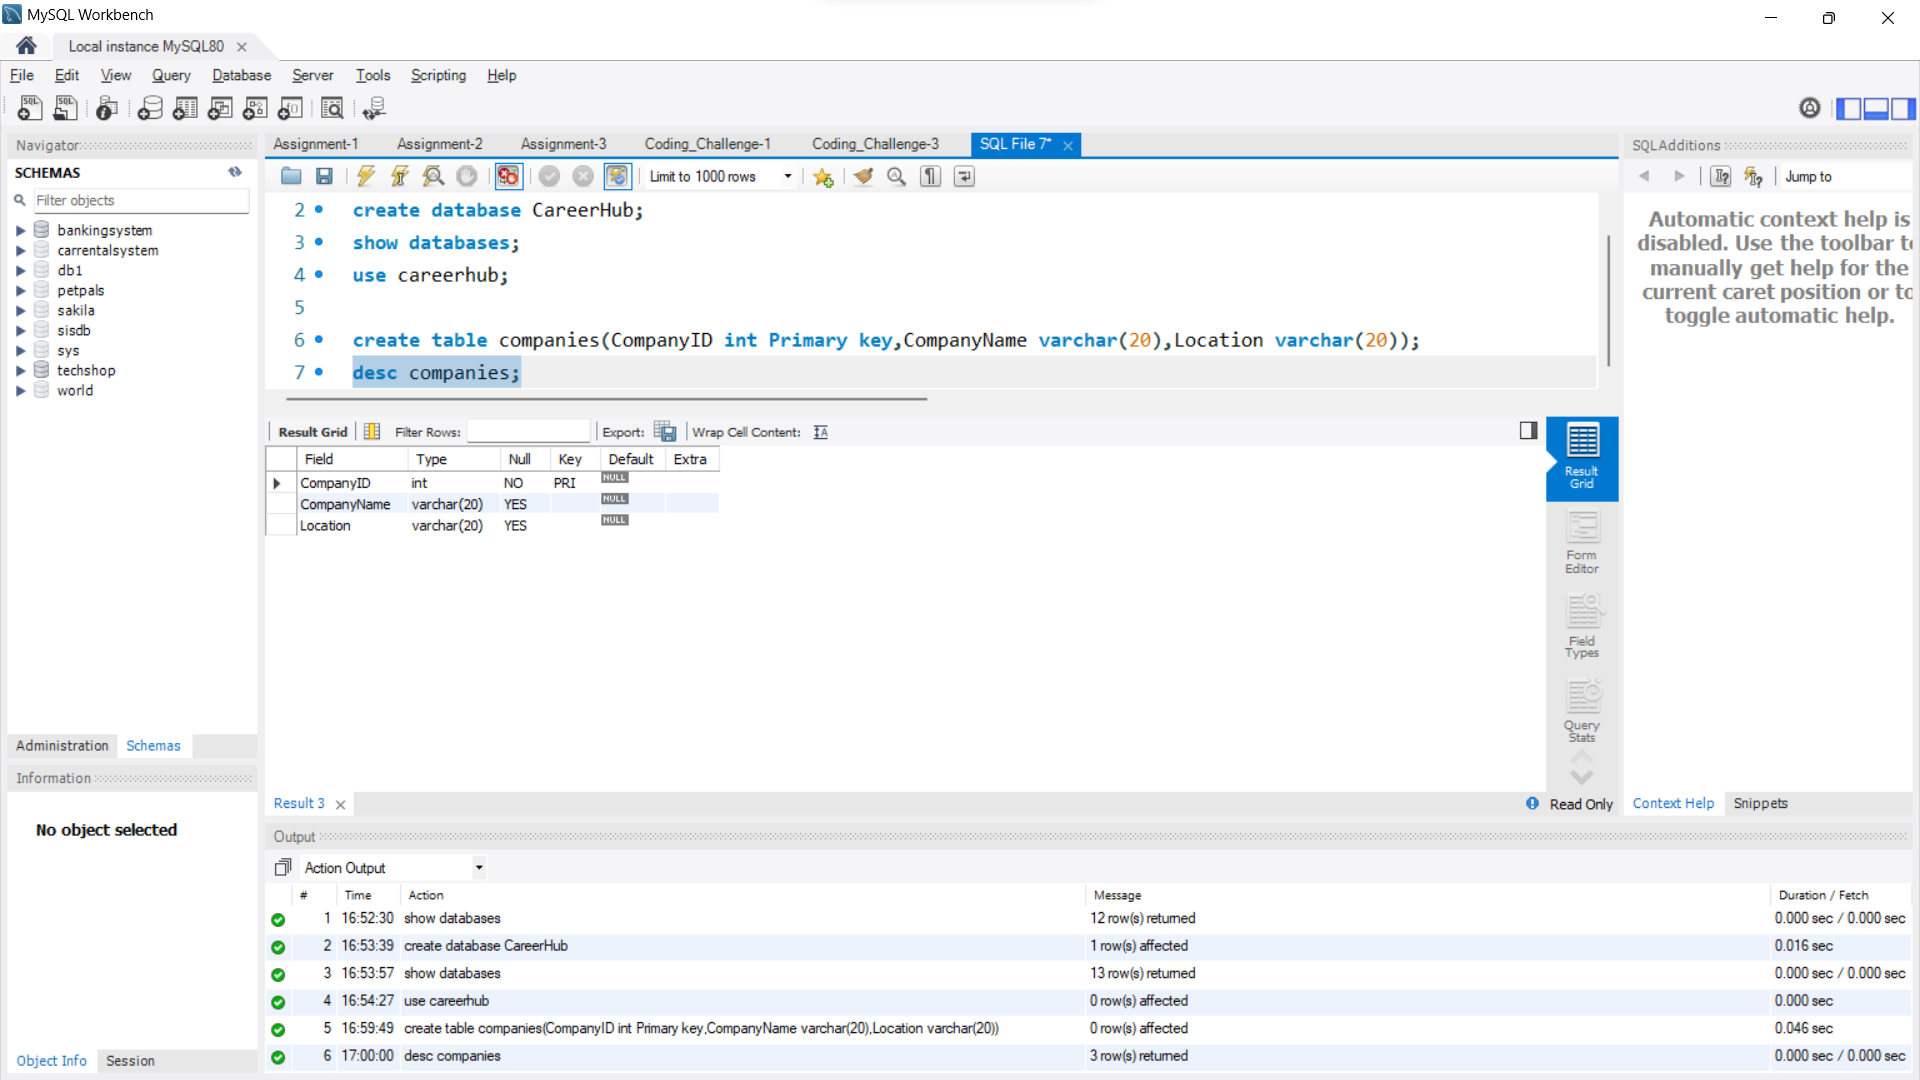 MySQL Workbench
Local instance MySQL80
File Edit View Query Database Server Tools Scripting Help
Navigator
SCHEMAS
Filter objects
bankingsystem
carrentalsystem
db1
petpals
sakila
sisdb
sys
techshop
world
Administration Schemas
Information
No object selected
Object Info Session
Assignment-1 Assignment-2 Assignment-3 Coding_Challenge-1 Coding_Challenge-3 SQL File 7*
Limit to 1000 rows
2 create database CareerHub;
3 show databases;
4 use careerhub;
5
6 create table companies(CompanyID int Primary key,CompanyName varchar(20),Location varchar(20));
7 desc companies;
Result Grid Filter Rows: Export: Wrap Cell Content:
Field Type Null Key Default Extra
CompanyID int NO PRI NULL
CompanyName varchar(20) YES NULL
Location varchar(20) YES NULL
Result
Grid
Form
Editor
Field
Types
Query
Stats
Result 3
Read Only
SQLAdditions
Jump to
Automatic context help is
disabled. Use the toolbar to
manually get help for the
current caret position or to
toggle automatic help.
Context Help Snippets
Output
Action Output
# Time Action Message Duration / Fetch
1 16:52:30 show databases 12 row(s) returned 0.000 sec / 0.000 sec
2 16:53:39 create database CareerHub 1 row(s) affected 0.016 sec
3 16:53:57 show databases 13 row(s) returned 0.000 sec / 0.000 sec
4 16:54:27 use careerhub 0 row(s) affected 0.000 sec
5 16:59:49 create table companies(CompanyID int Primary key,CompanyName varchar(20),Location varchar(20)) 0 row(s) affected 0.046 sec
6 17:00:00 desc companies 3 row(s) returned 0.000 sec / 0.000 sec